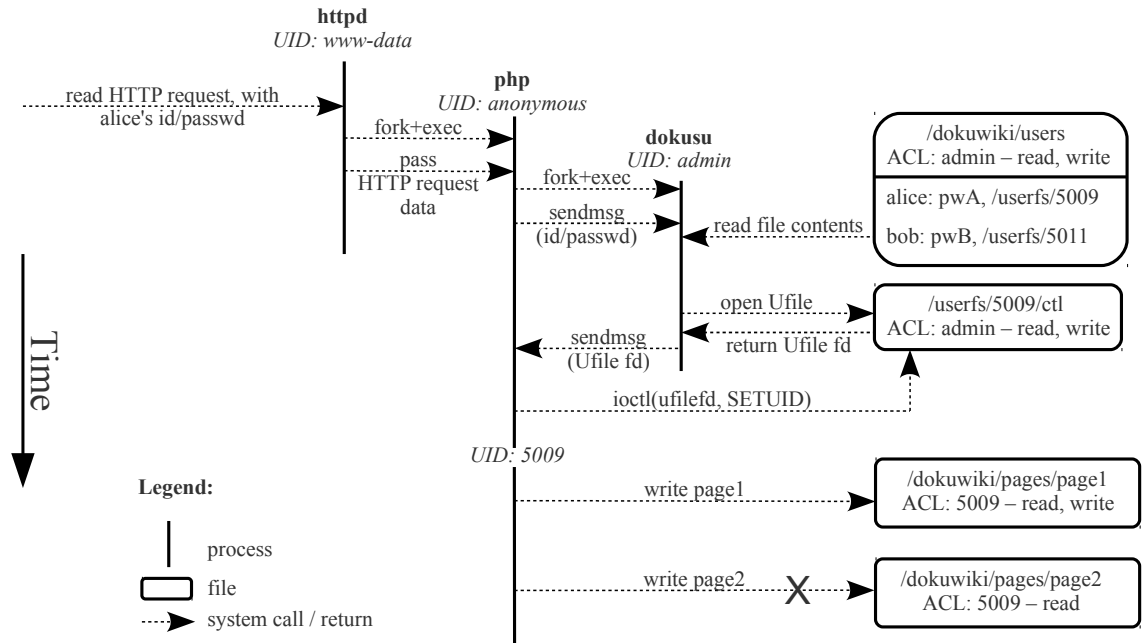 httpd
UID: www-data
php
UID: anonymous
read HTTP request, with
alice's id/passwd
fork+exec
dokusu
UID: admin
pass
HTTP request
data
fork+exec
sendmsg
(id/passwd)
read file contents
/dokuwiki/users
ACL: admin – read, write
alice: pwA, /userfs/5009
bob: pwB, /userfs/5011
open Ufile
return Ufile fd
/userfs/5009/ctl
ACL: admin – read, write
sendmsg
(Ufile fd)
Time
ioctl(ufilefd, SETUID)
UID: 5009
write page1
/dokuwiki/pages/page1
ACL: 5009 – read, write
write page2
X
/dokuwiki/pages/page2
ACL: 5009 – read
Legend:
process
file
system call / return